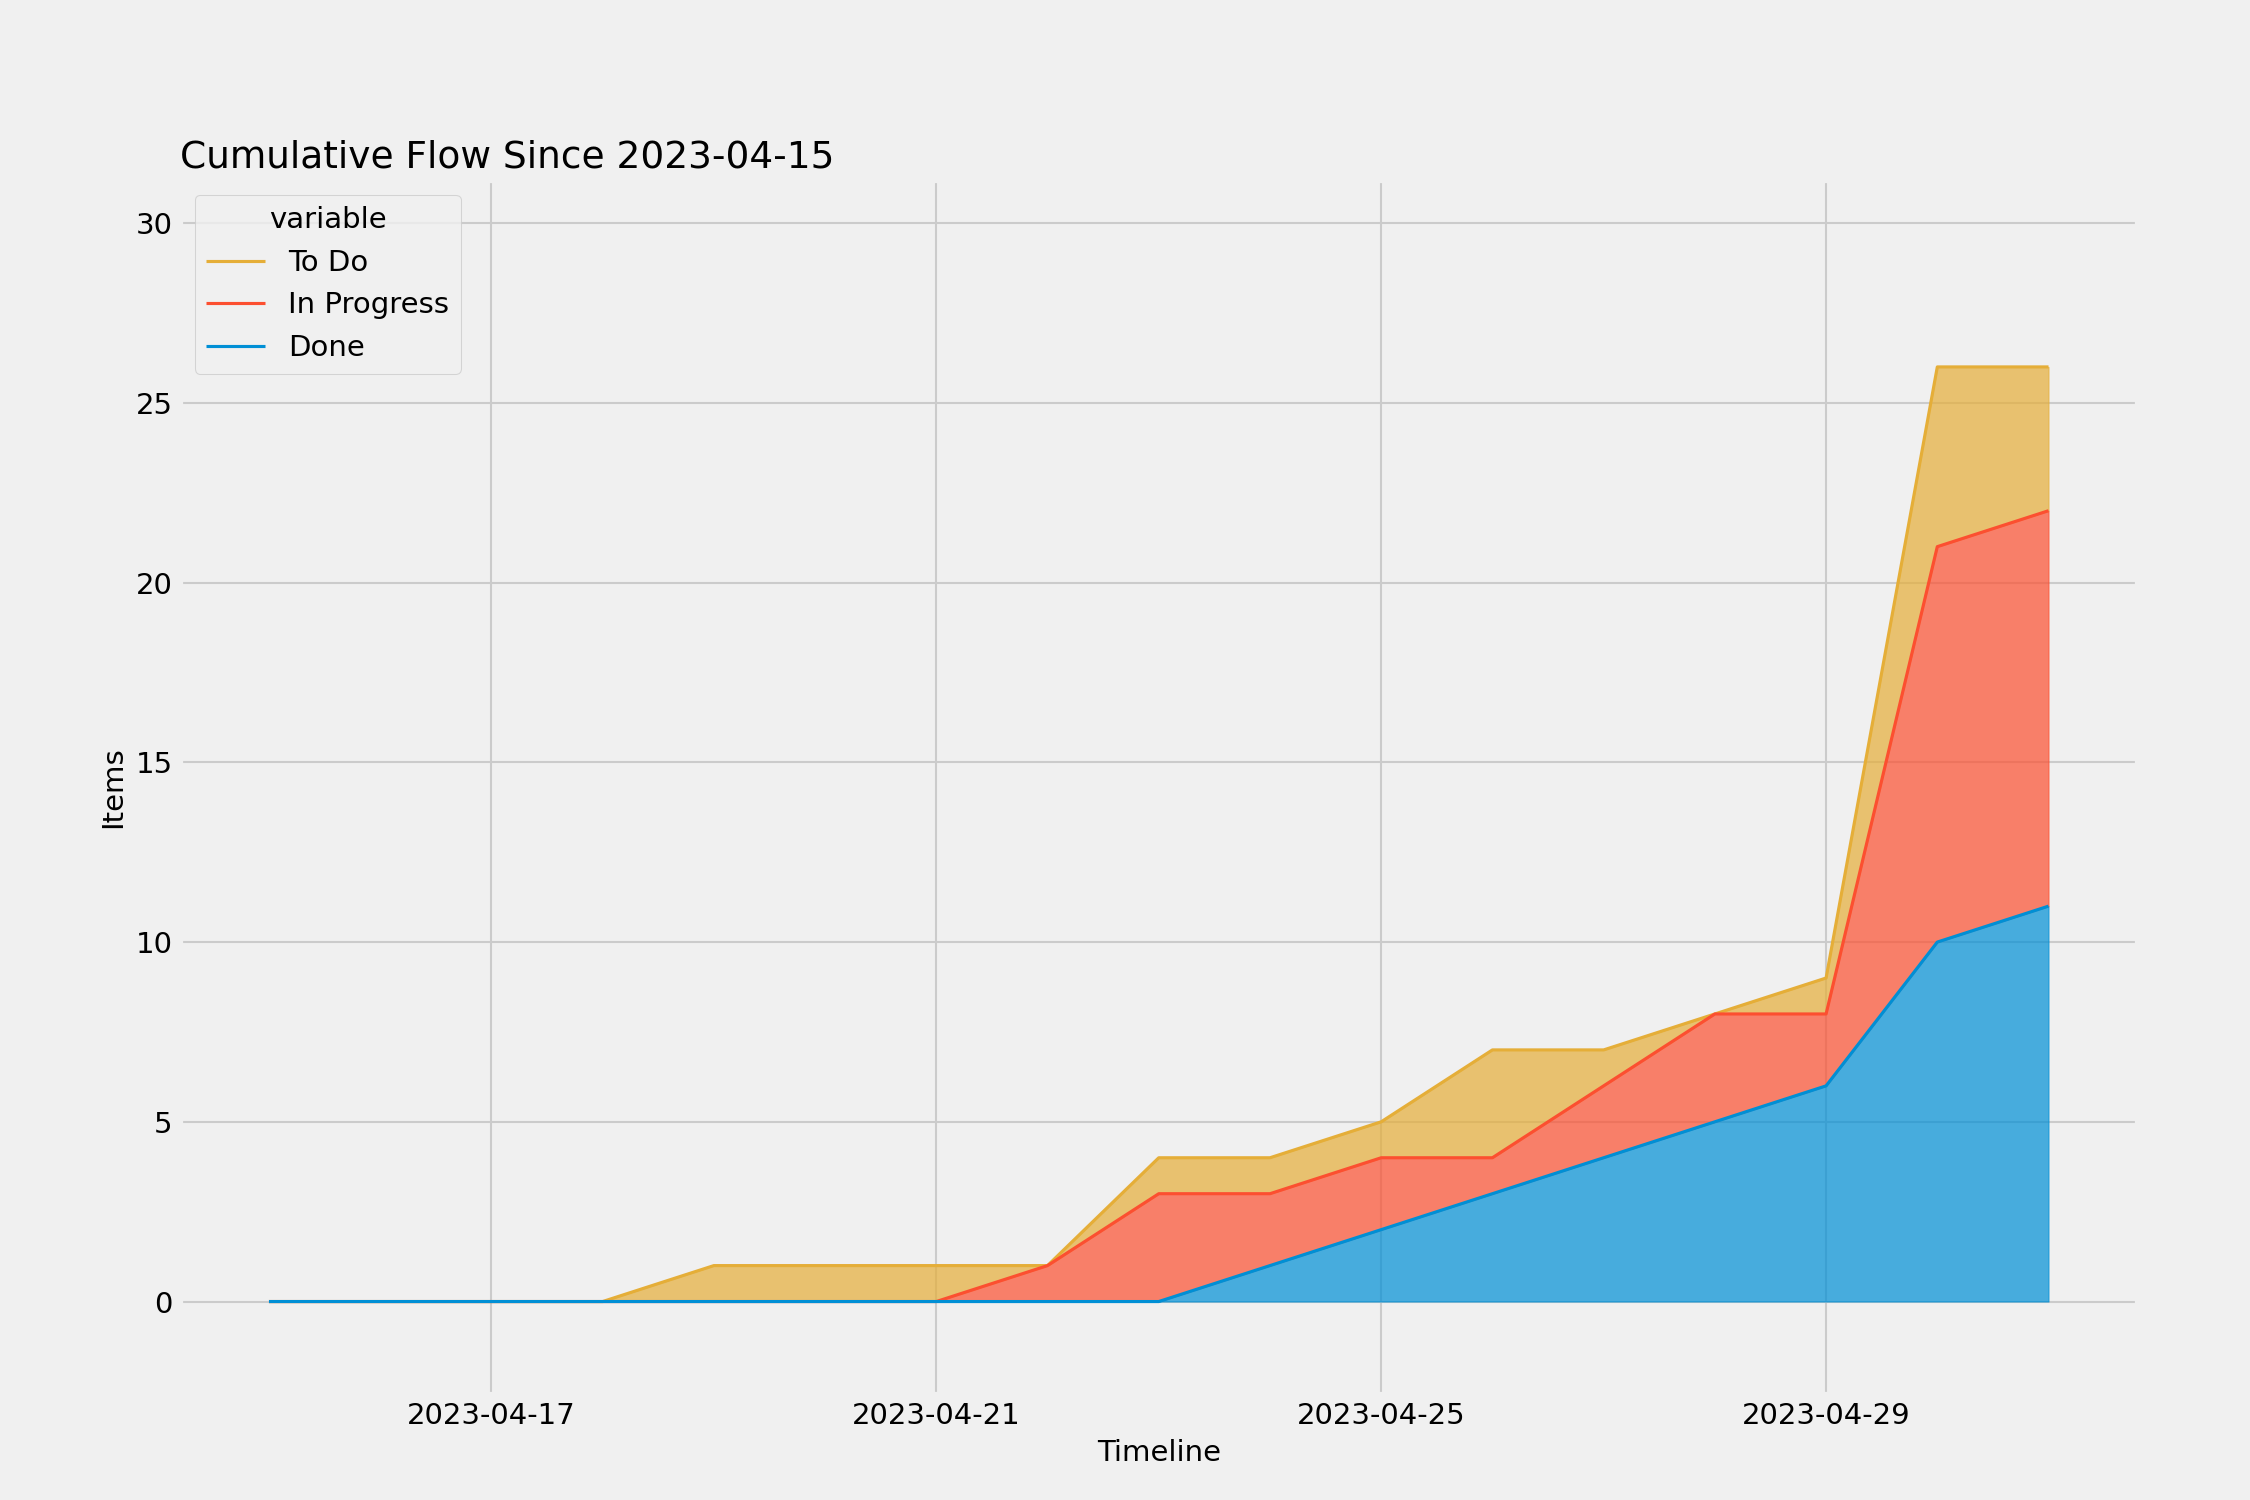 Cumulative Flow Since 2023-04-15
variable
To Do
In Progress
Done
30
25
20
15
10
5
0
Items
2023-04-17 2023-04-21 2023-04-25 2023-04-29
Timeline